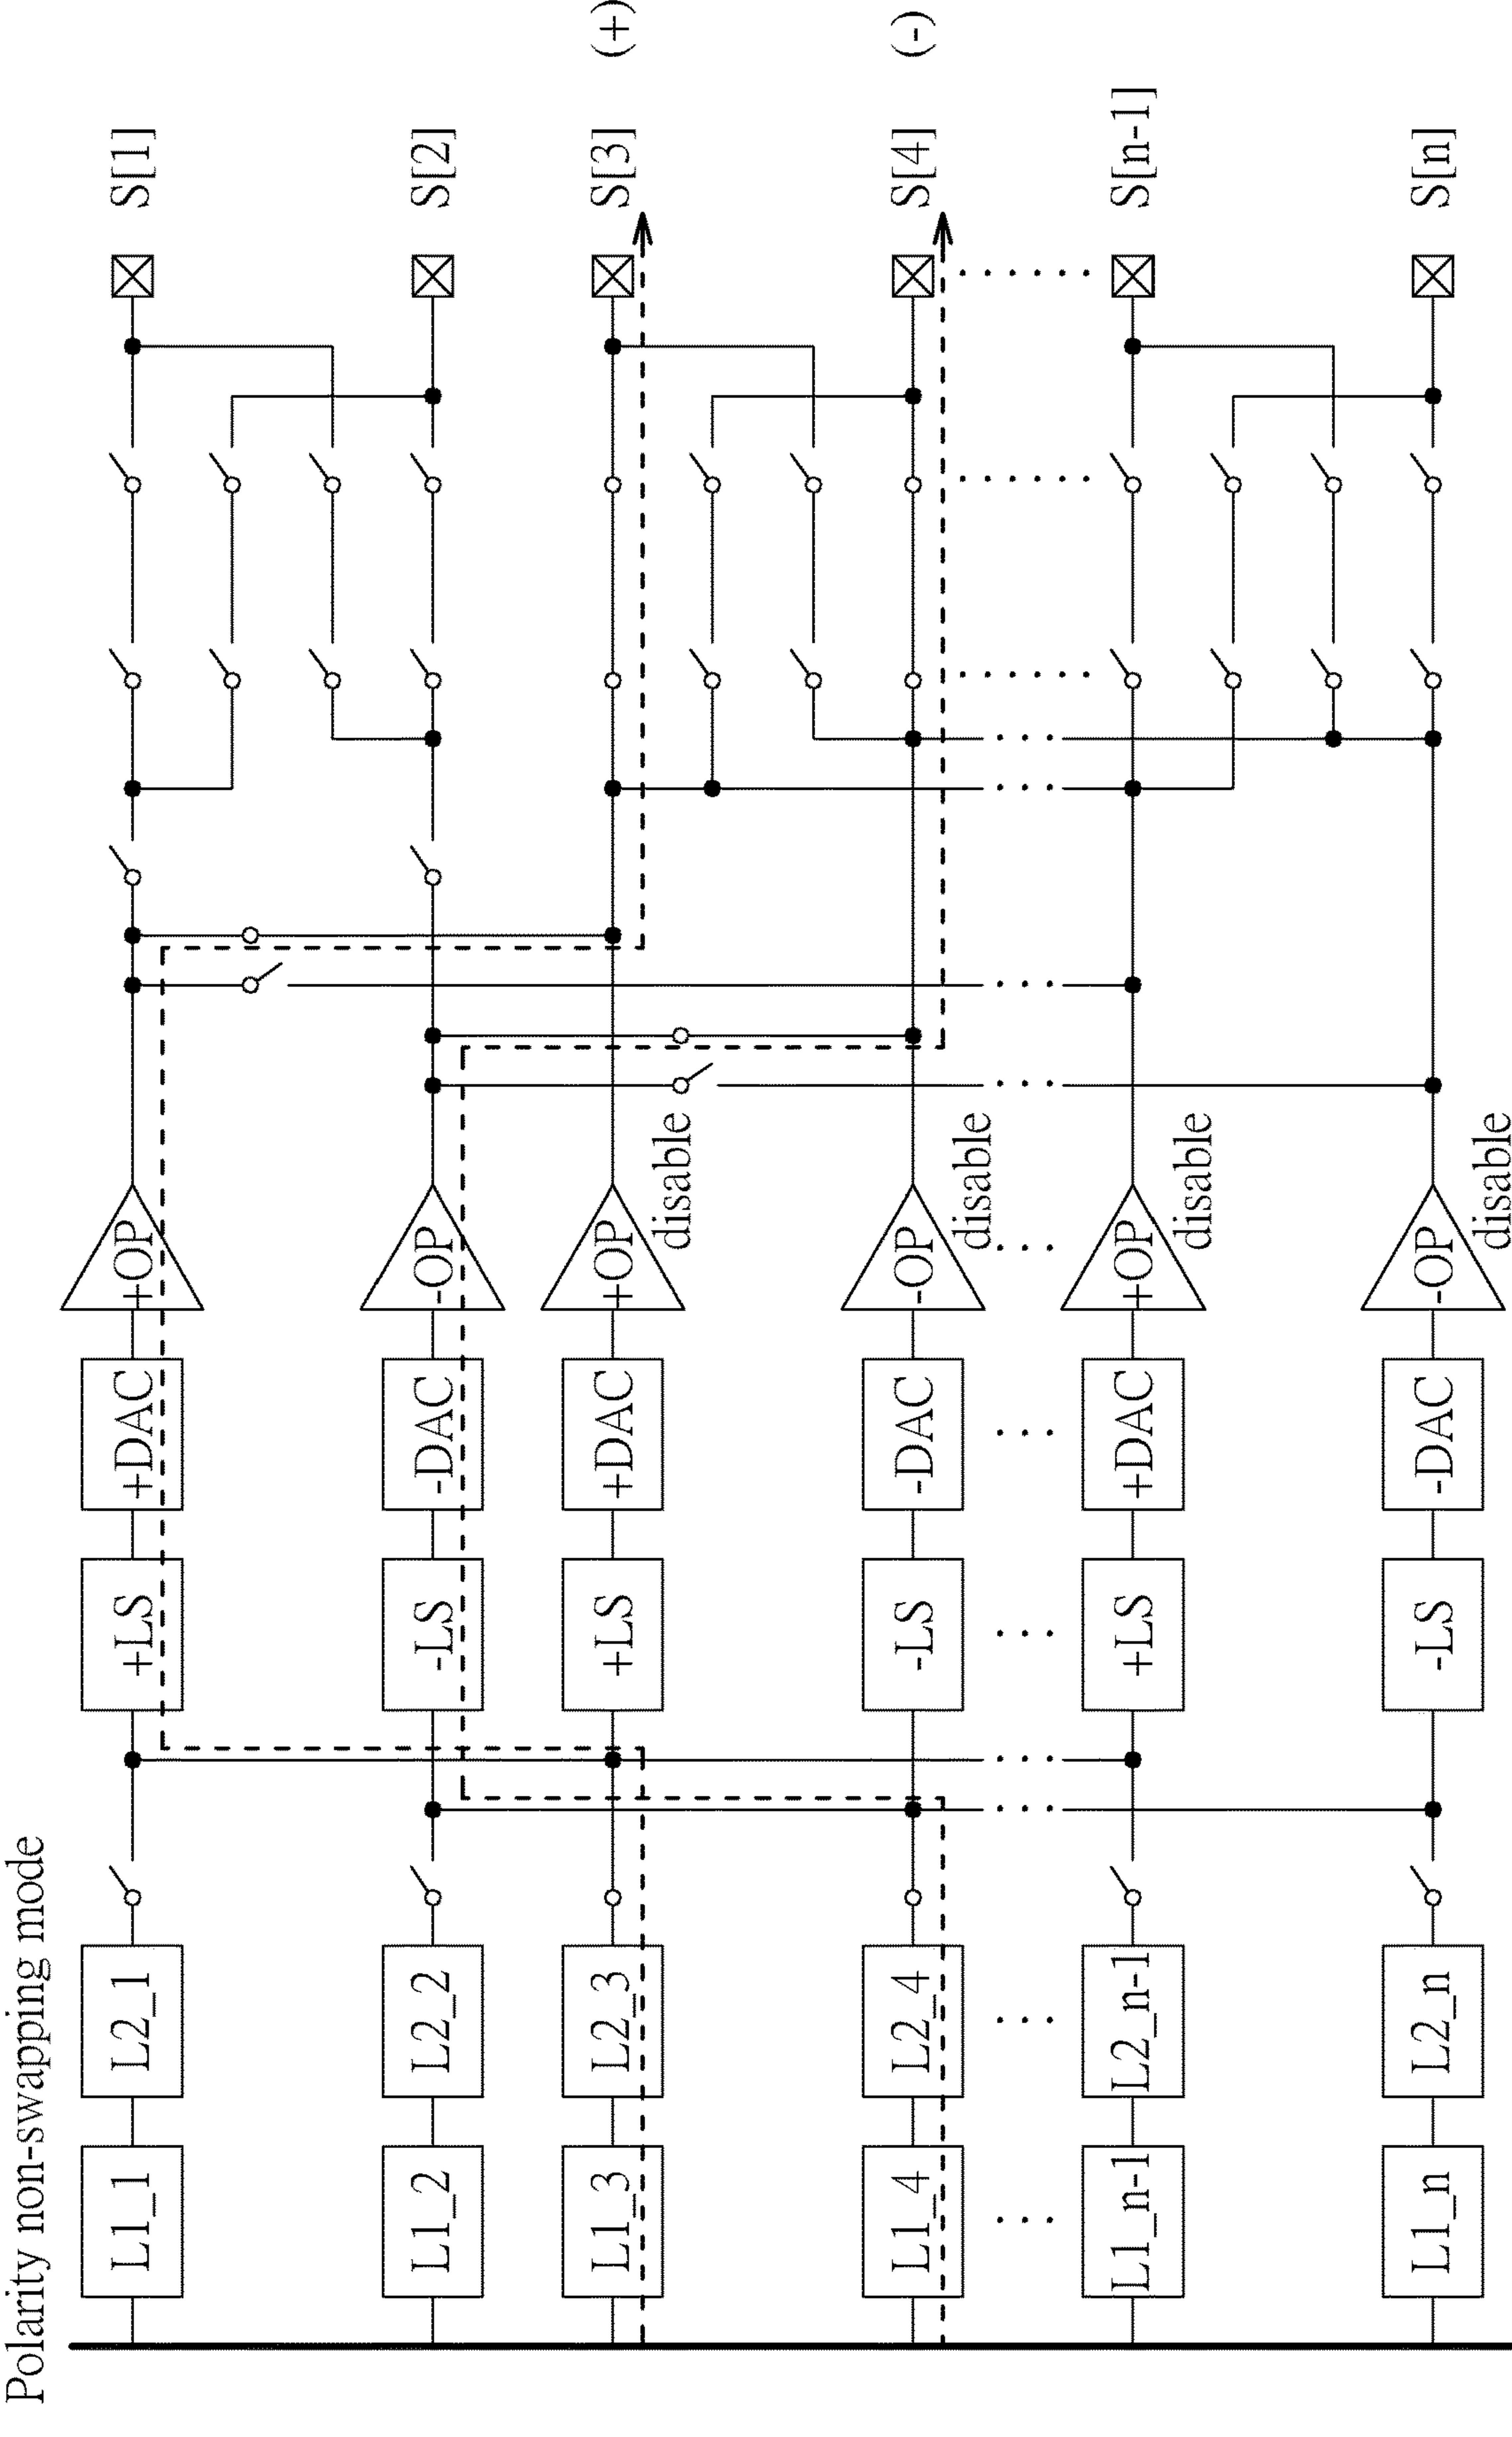 Polarity non-swapping mode
L1_1 L2_1 +LS +DAC +OP S[1]
L1_2 L2_2 -LS -DAC -OP S[2]
L1_3 L2_3 +LS +DAC +OP S[3] (+)
disable
L1_4 L2_4 -LS -DAC -OP S[4] (-)
disable
L1_n-1 L2_n-1 +LS +DAC +OP S[n-1]
disable
L1_n L2_n -LS -DAC -OP S[n]
disable